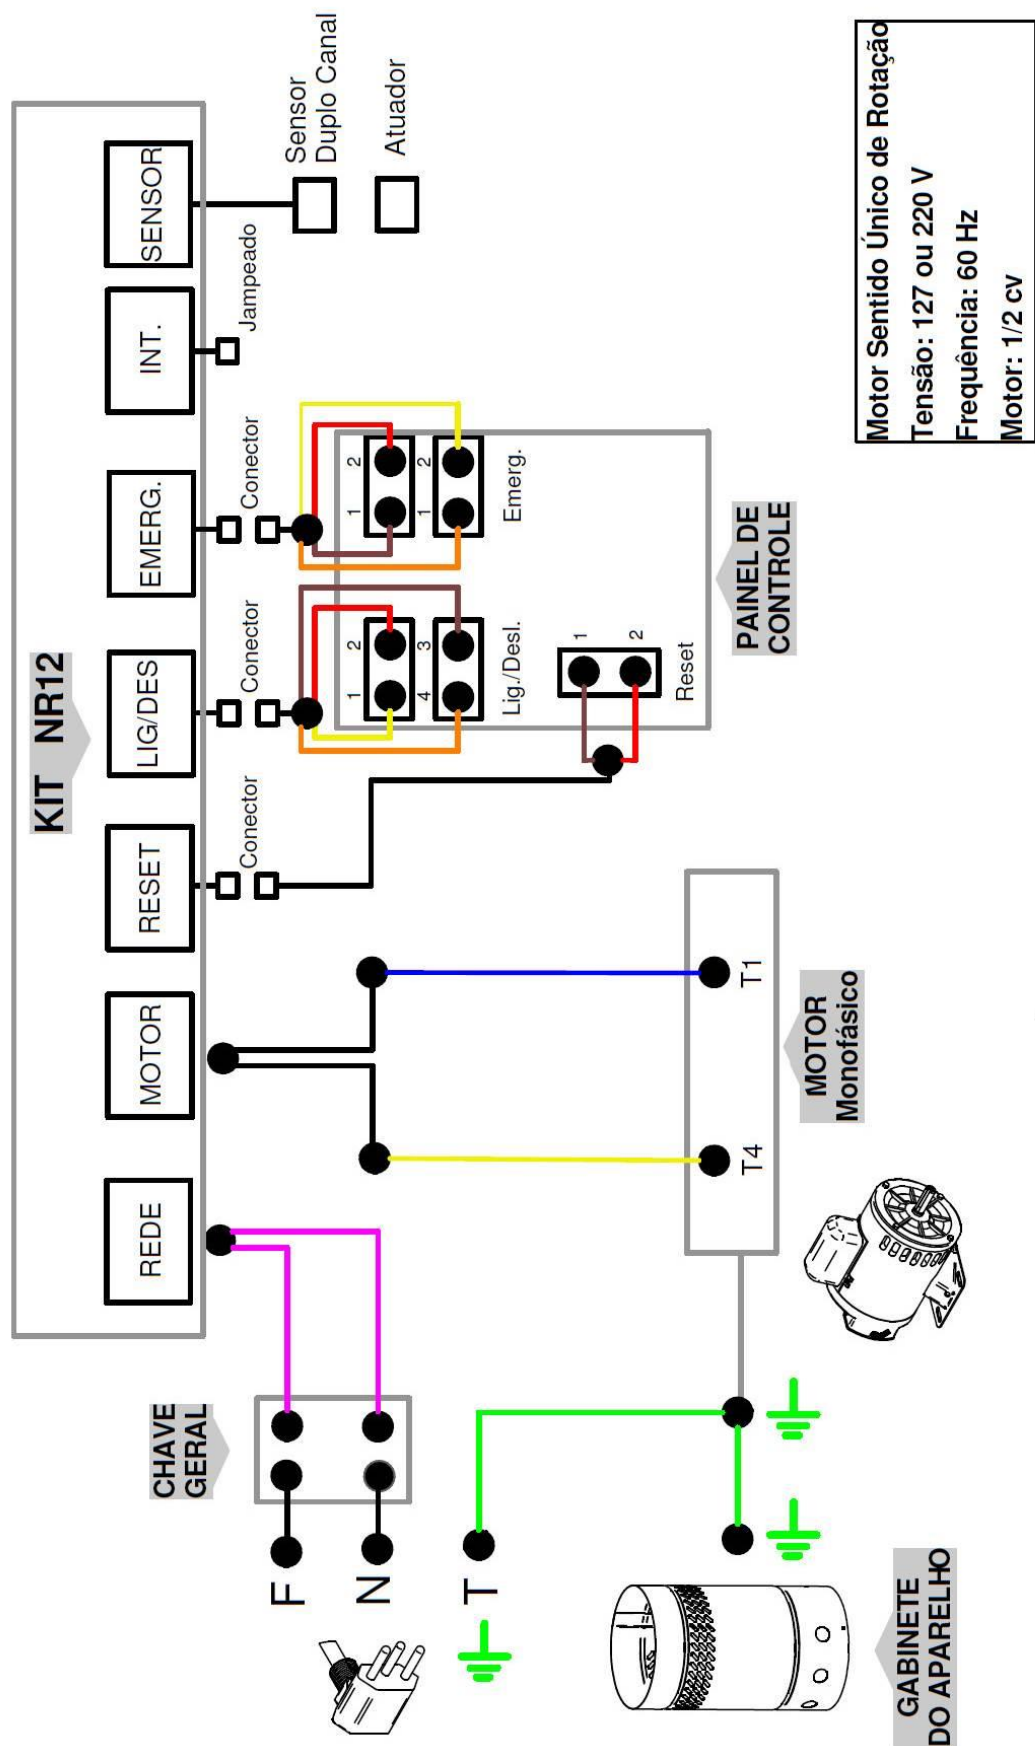 KIT NR12
REDE
MOTOR
RESET
LIG/DES
EMERG.
INT.
SENSOR
Conector
Conector
Conector
Jampeado
Sensor
Duplo Canal
Atuador
CHAVE
GERAL
F
N
T
1
2
4
3
Lig./Desl.
1
2
1
2
Emerg.
1
2
Reset
PAINEL DE
CONTROLE
T4
T1
MOTOR
Monofásico
GABINETE
DO APARELHO
Motor Sentido Único de Rotação
Tensão: 127 ou 220 V
Frequência: 60 Hz
Motor: 1/2 cv